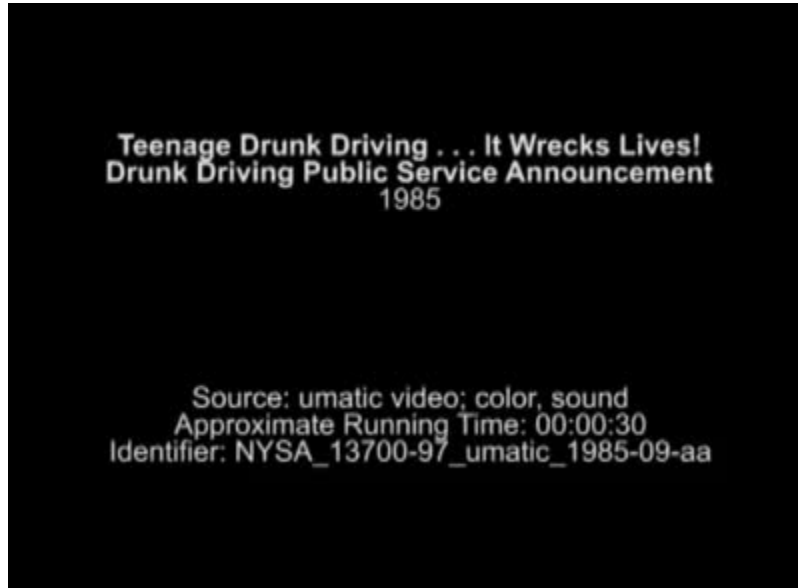 Teenage Drunk Driving . . . It Wrecks Lives!
Drunk Driving Public Service Announcement
1985
Source: umatic video; color, sound
Approximate Running Time: 00:00:30
Identifier: NYSA_13700-97_umatic_1985-09-aa